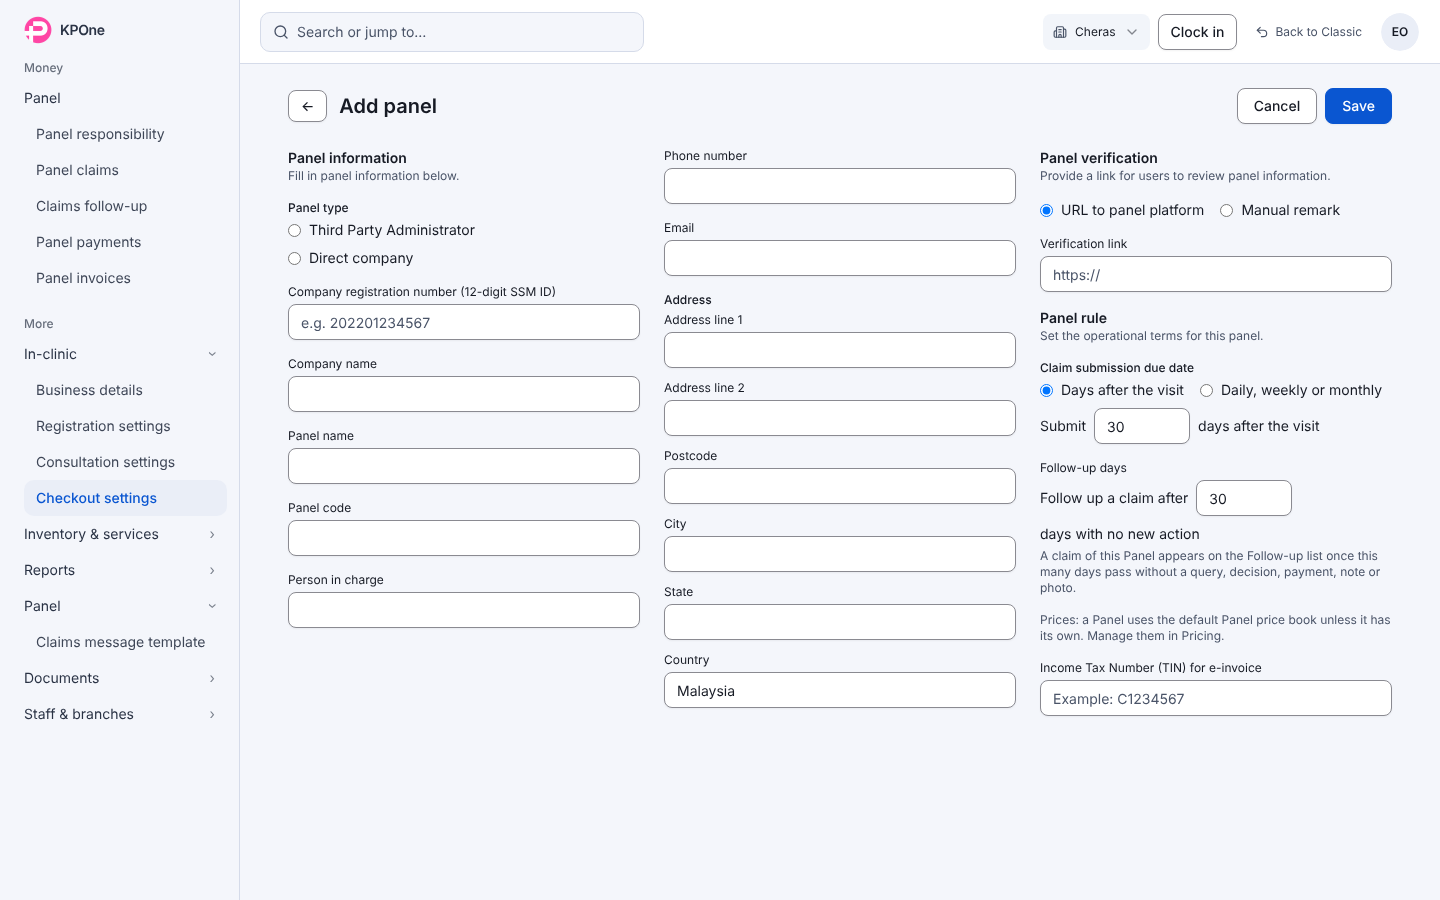 KPOne
Search or jump to...
Cheras
Clock in
Back to Classic
EO
Money
Panel
Panel responsibility
Panel claims
Claims follow-up
Panel payments
Panel invoices
More
In-clinic
Business details
Registration settings
Consultation settings
Checkout settings
Inventory & services
Reports
Panel
Claims message template
Documents
Staff & branches
Add panel
Cancel
Save
Panel information
Fill in panel information below.
Panel type
Third Party Administrator
Direct company
Company registration number (12-digit SSM ID)
e.g. 202201234567
Company name
Panel name
Panel code
Person in charge
Phone number
Email
Address
Address line 1
Address line 2
Postcode
City
State
Country
Malaysia
Panel verification
Provide a link for users to review panel information.
URL to panel platform
Manual remark
Verification link
https://
Panel rule
Set the operational terms for this panel.
Claim submission due date
Days after the visit
Daily, weekly or monthly
Submit 30 days after the visit
Follow-up days
Follow up a claim after 30
days with no new action
A claim of this Panel appears on the Follow-up list once this
many days pass without a query, decision, payment, note or
photo.
Prices: a Panel uses the default Panel price book unless it has
its own. Manage them in Pricing.
Income Tax Number (TIN) for e-invoice
Example: C1234567